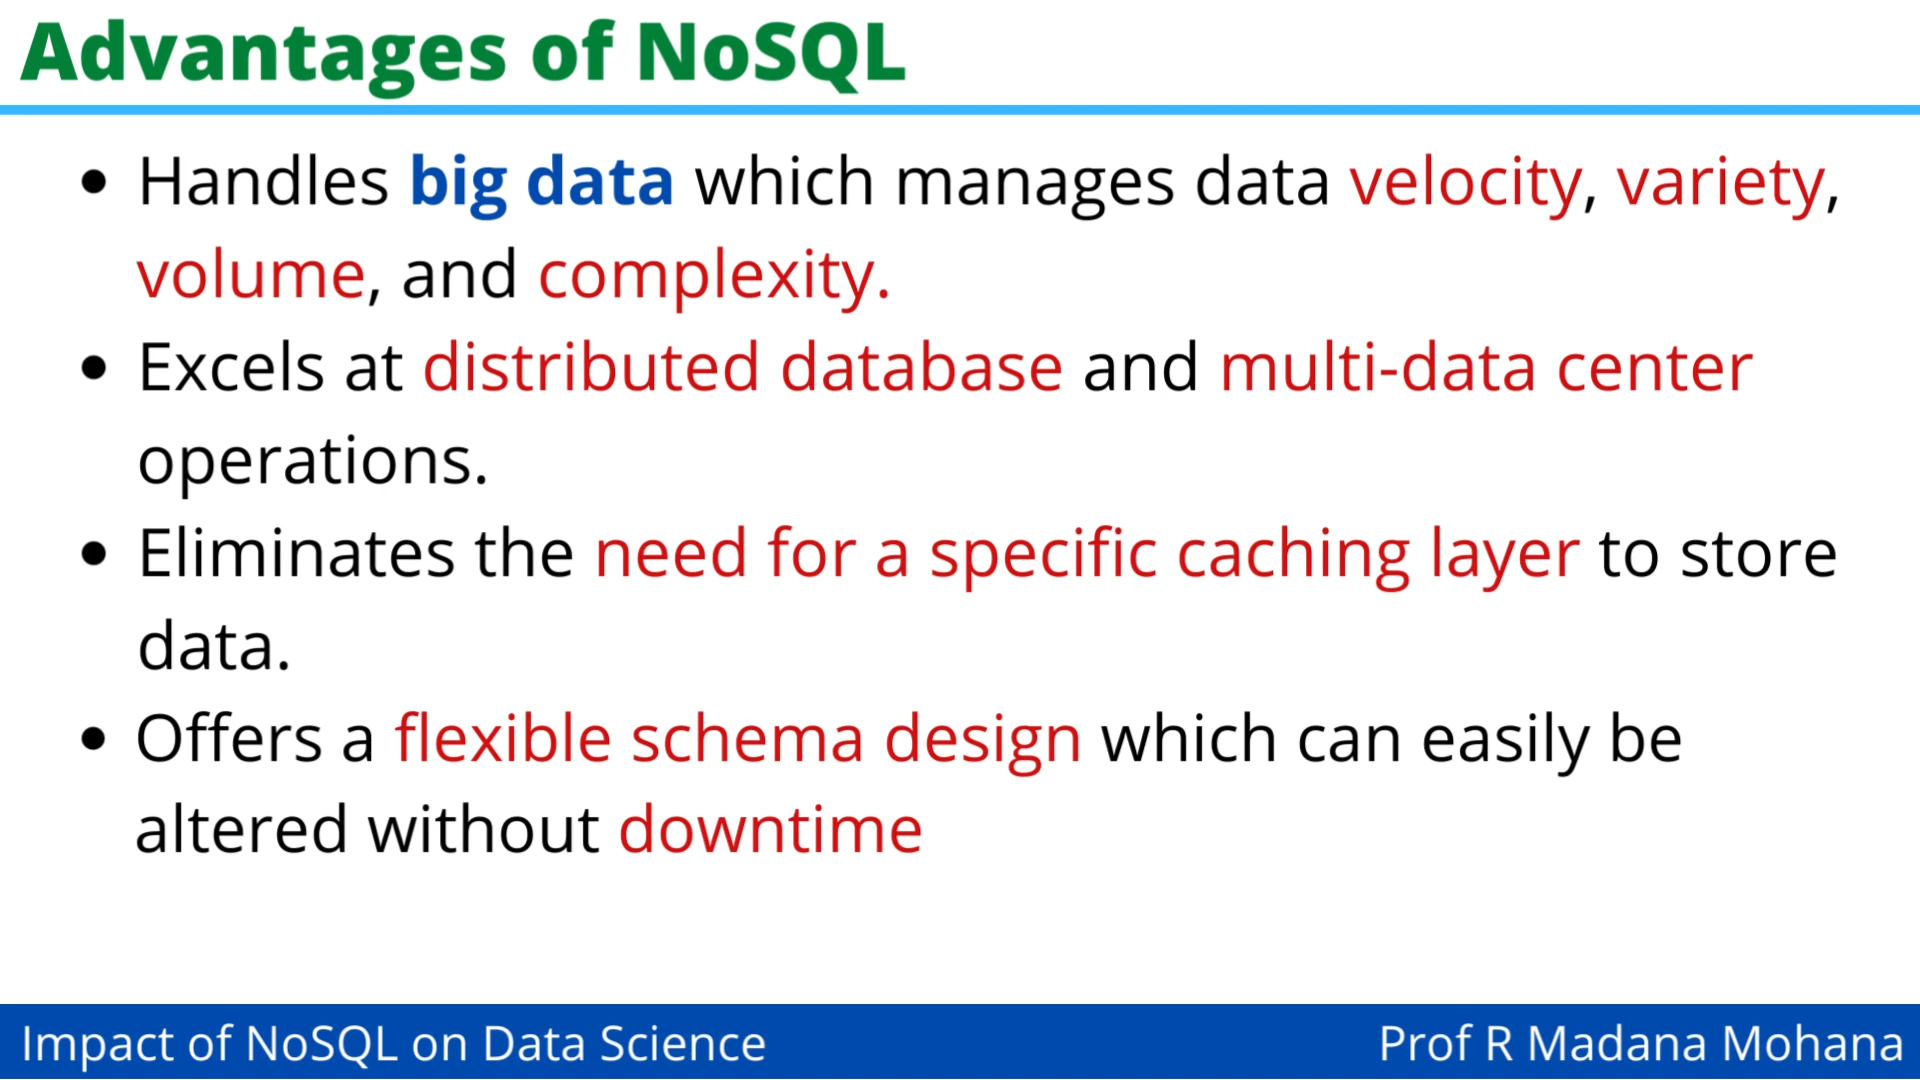 Advantages of NoSQL
• Handles big data which manages data velocity, variety,
volume, and complexity.
• Excels at distributed database and multi-data center
operations.
• Eliminates the need for a specific caching layer to store
data.
• Offers a flexible schema design which can easily be
altered without downtime
Impact of NoSQL on Data Science
Prof R Madana Mohana